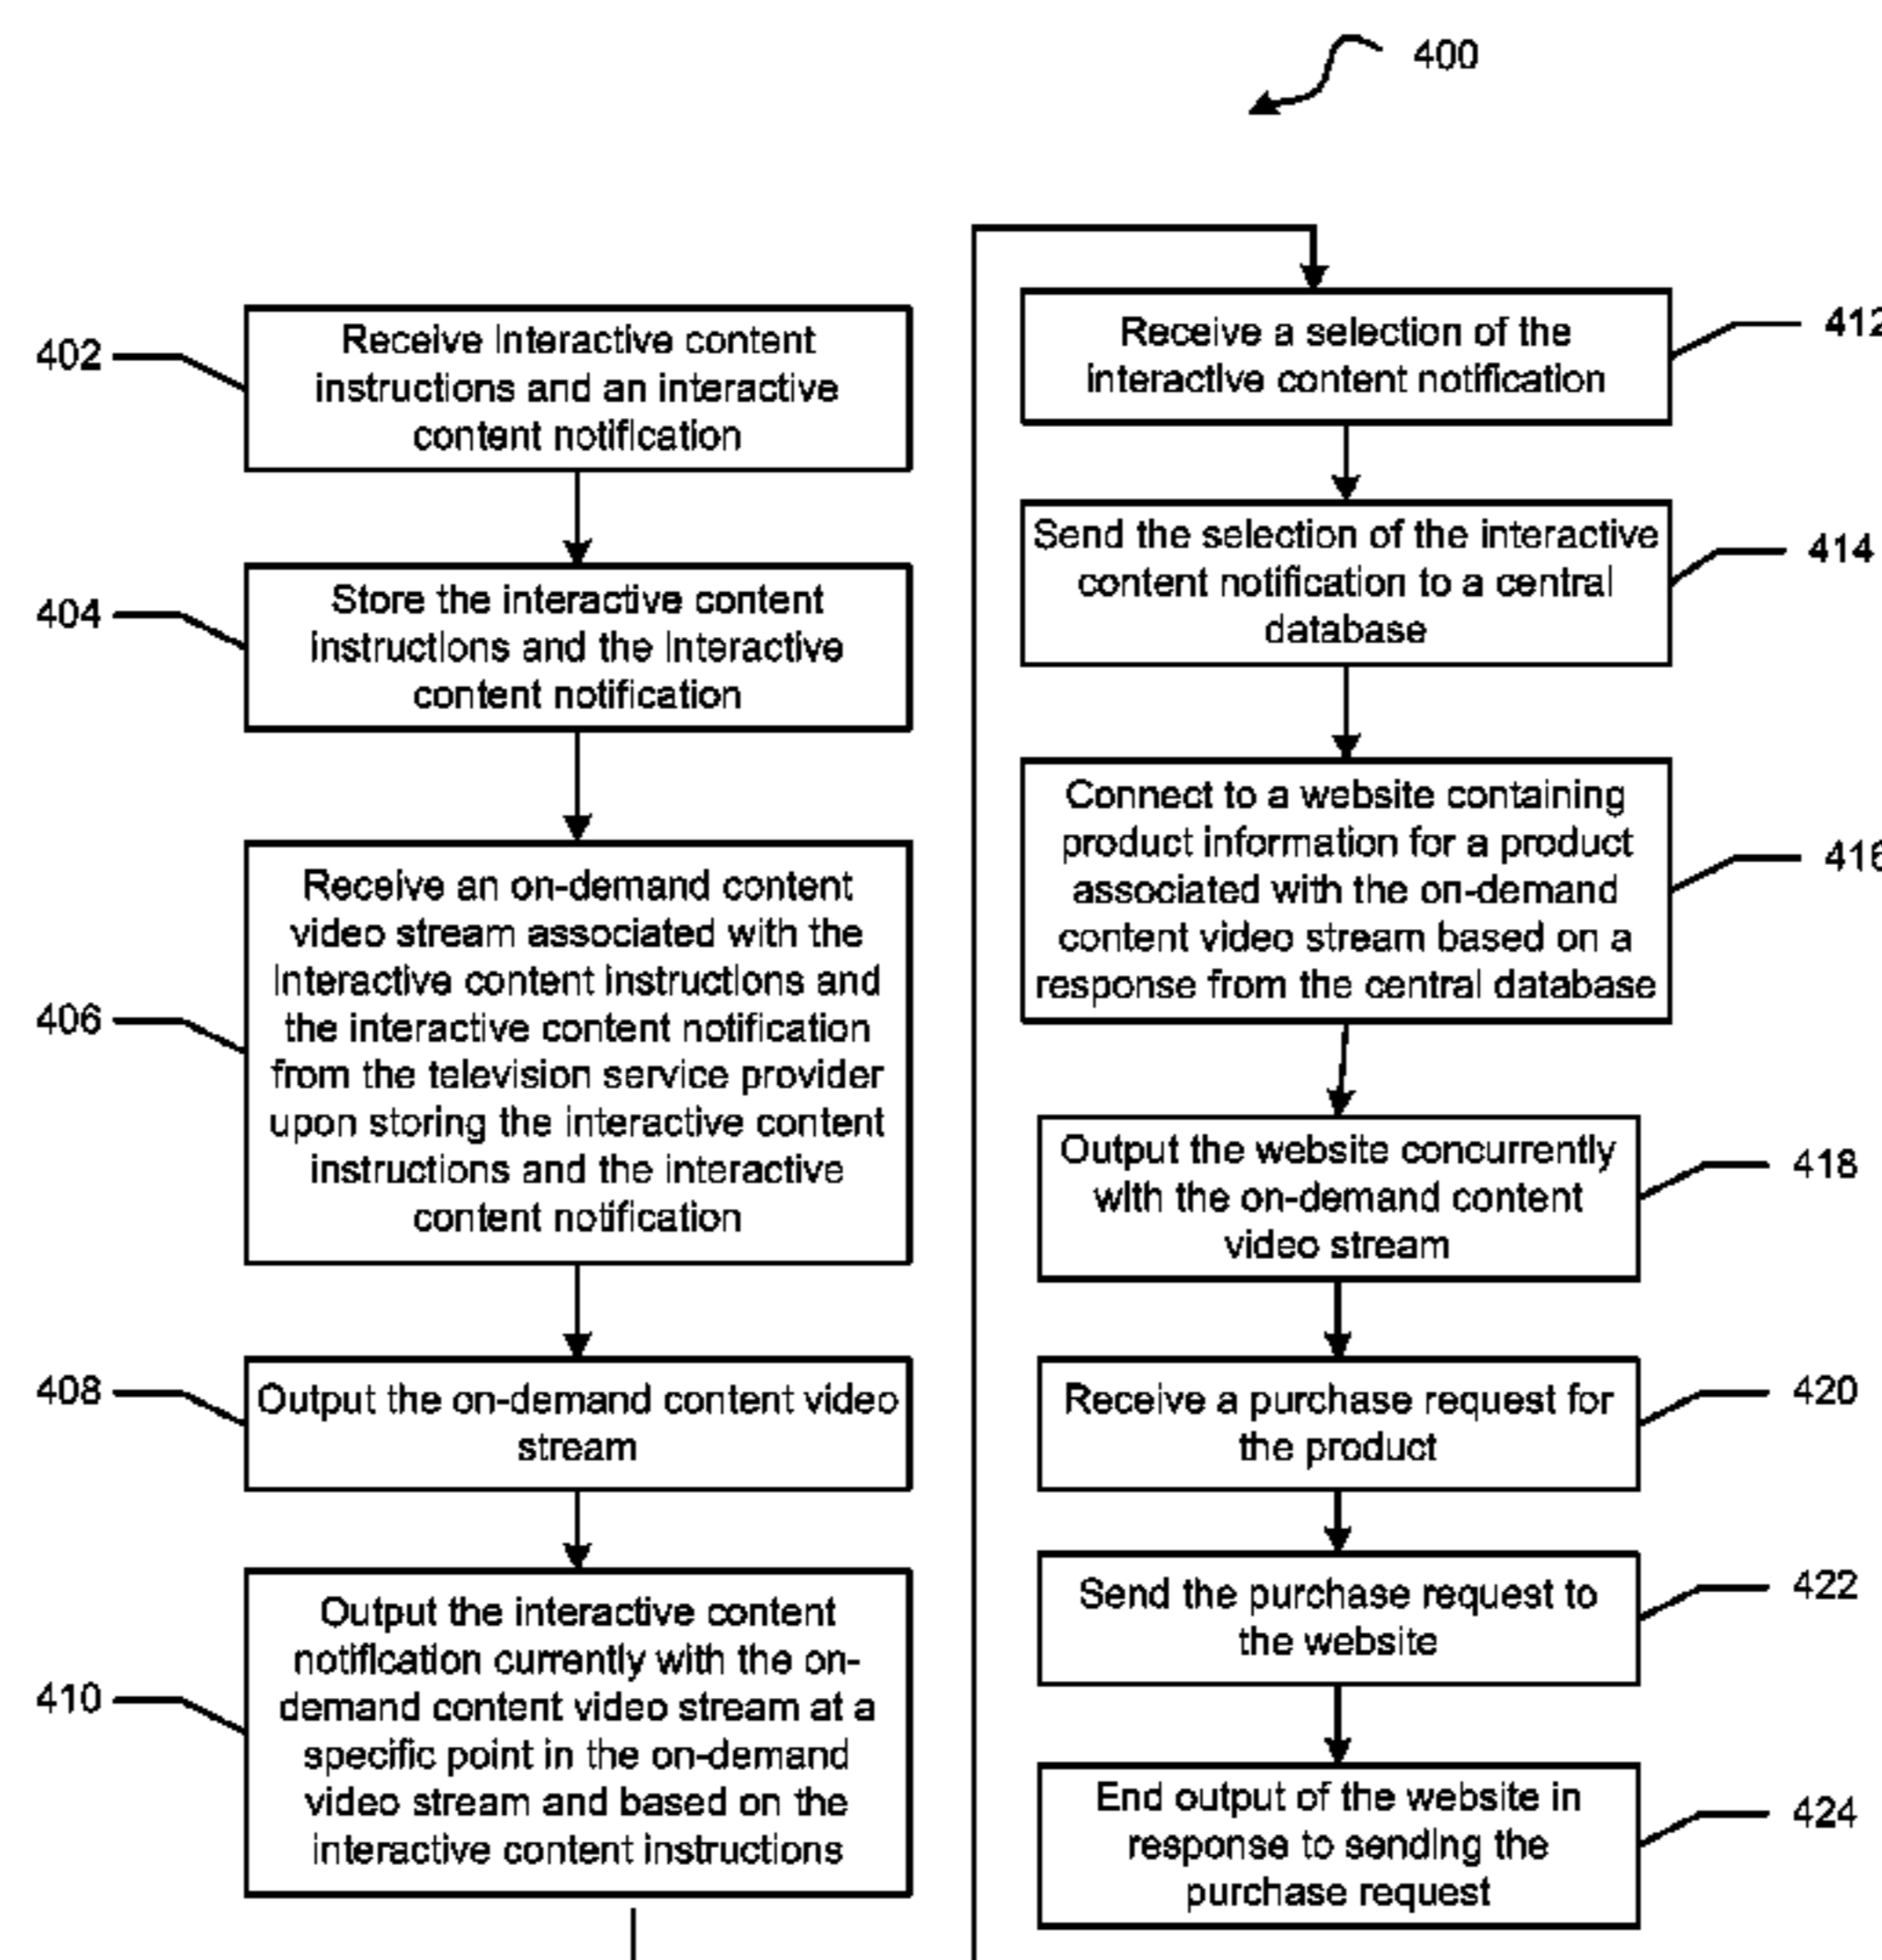 400
402
Receive Interactive content
instructions and an interactive
content notification
404
Store the interactive content
instructions and the Interactive
content notification
406
Receive an on-demand content
video stream associated with the
Interactive content instructions and
the interactive content notification
from the television service provider
upon storing the interactive content
instructions and the interactive
content notification
408
Output the on-demand content video
stream
410
Output the interactive content
notification currently with the on-
demand content video stream at a
specific point in the on-demand
video stream and based on the
interactive content instructions
Receive a selection of the
interactive content notification
412
Send the selection of the interactive
content notification to a central
database
414
Connect to a website containing
product information for a product
associated with the on-demand
content video stream based on a
response from the central database
416
Output the website concurrently
with the on-demand content
video stream
418
Receive a purchase request for
the product
420
Send the purchase request to
the website
422
End output of the website in
response to sending the
purchase request
424